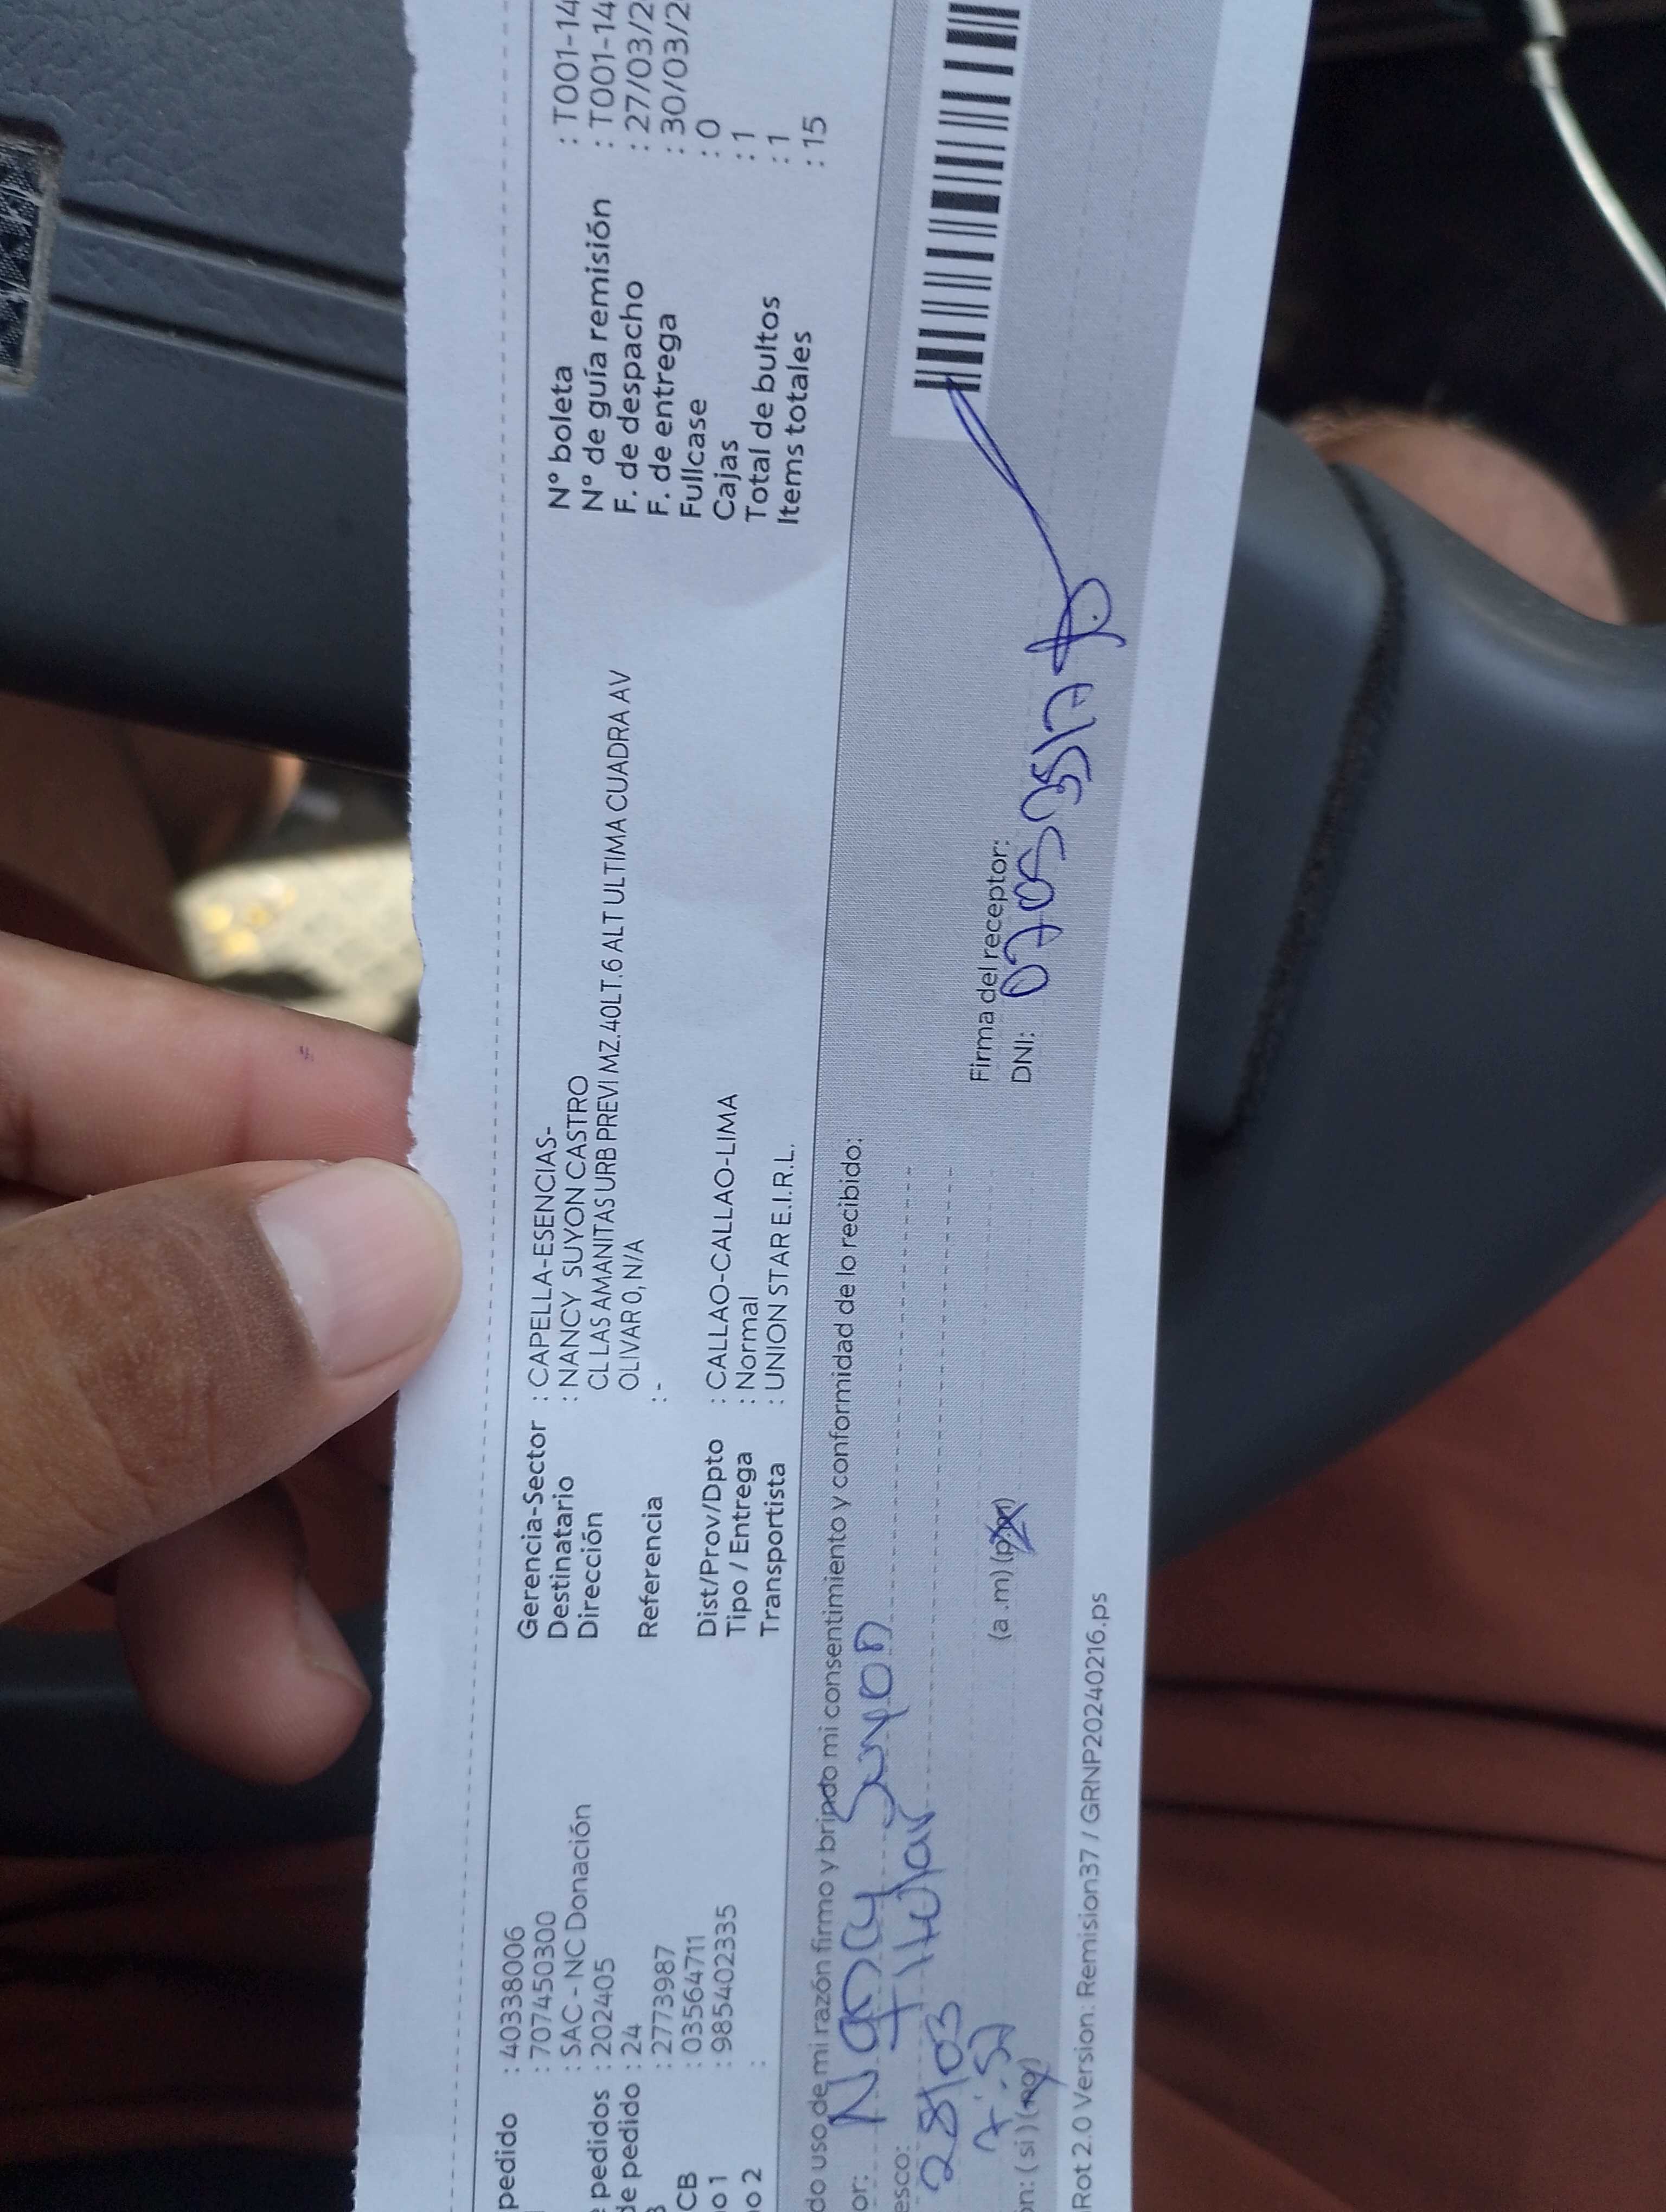 pedido : 40338006
: 707450300
: SAC - NC Donación
pedidos : 202405
de pedido : 24
: 2773987
CB : 03564711
o 1 : 985402335
o 2 :
Gerencia-Sector : CAPELLA-ESENCIAS-
Destinatario : NANCY SUYON CASTRO
Dirección CL LAS AMANITAS URB PREVI MZ.40LT.6 ALT ULTIMA CUADRA AV
OLIVAR 0, N/A
Referencia : -
Dist/Prov/Dpto : CALLAO-CALLAO-LIMA
Tipo / Entrega : Normal
Transportista : UNION STAR E.I.R.L.
N° boleta : T001-14
N° de guía remisión : T001-14
F. de despacho : 27/03/2
F. de entrega : 30/03/2
Fullcase : 0
Cajas : 1
Total de bultos : 1
Items totales : 15
do uso de mi razón firmo y brindo mi consentimiento y conformidad de lo recibido:
or: Nancy Suyon
esco: titular
28/03
7:52
ón: (si) (no)
(a .m) (p.m)
Firma del receptor:
DNI:
Rot 2.0 Version: Remision37 / GRNP20240216.ps